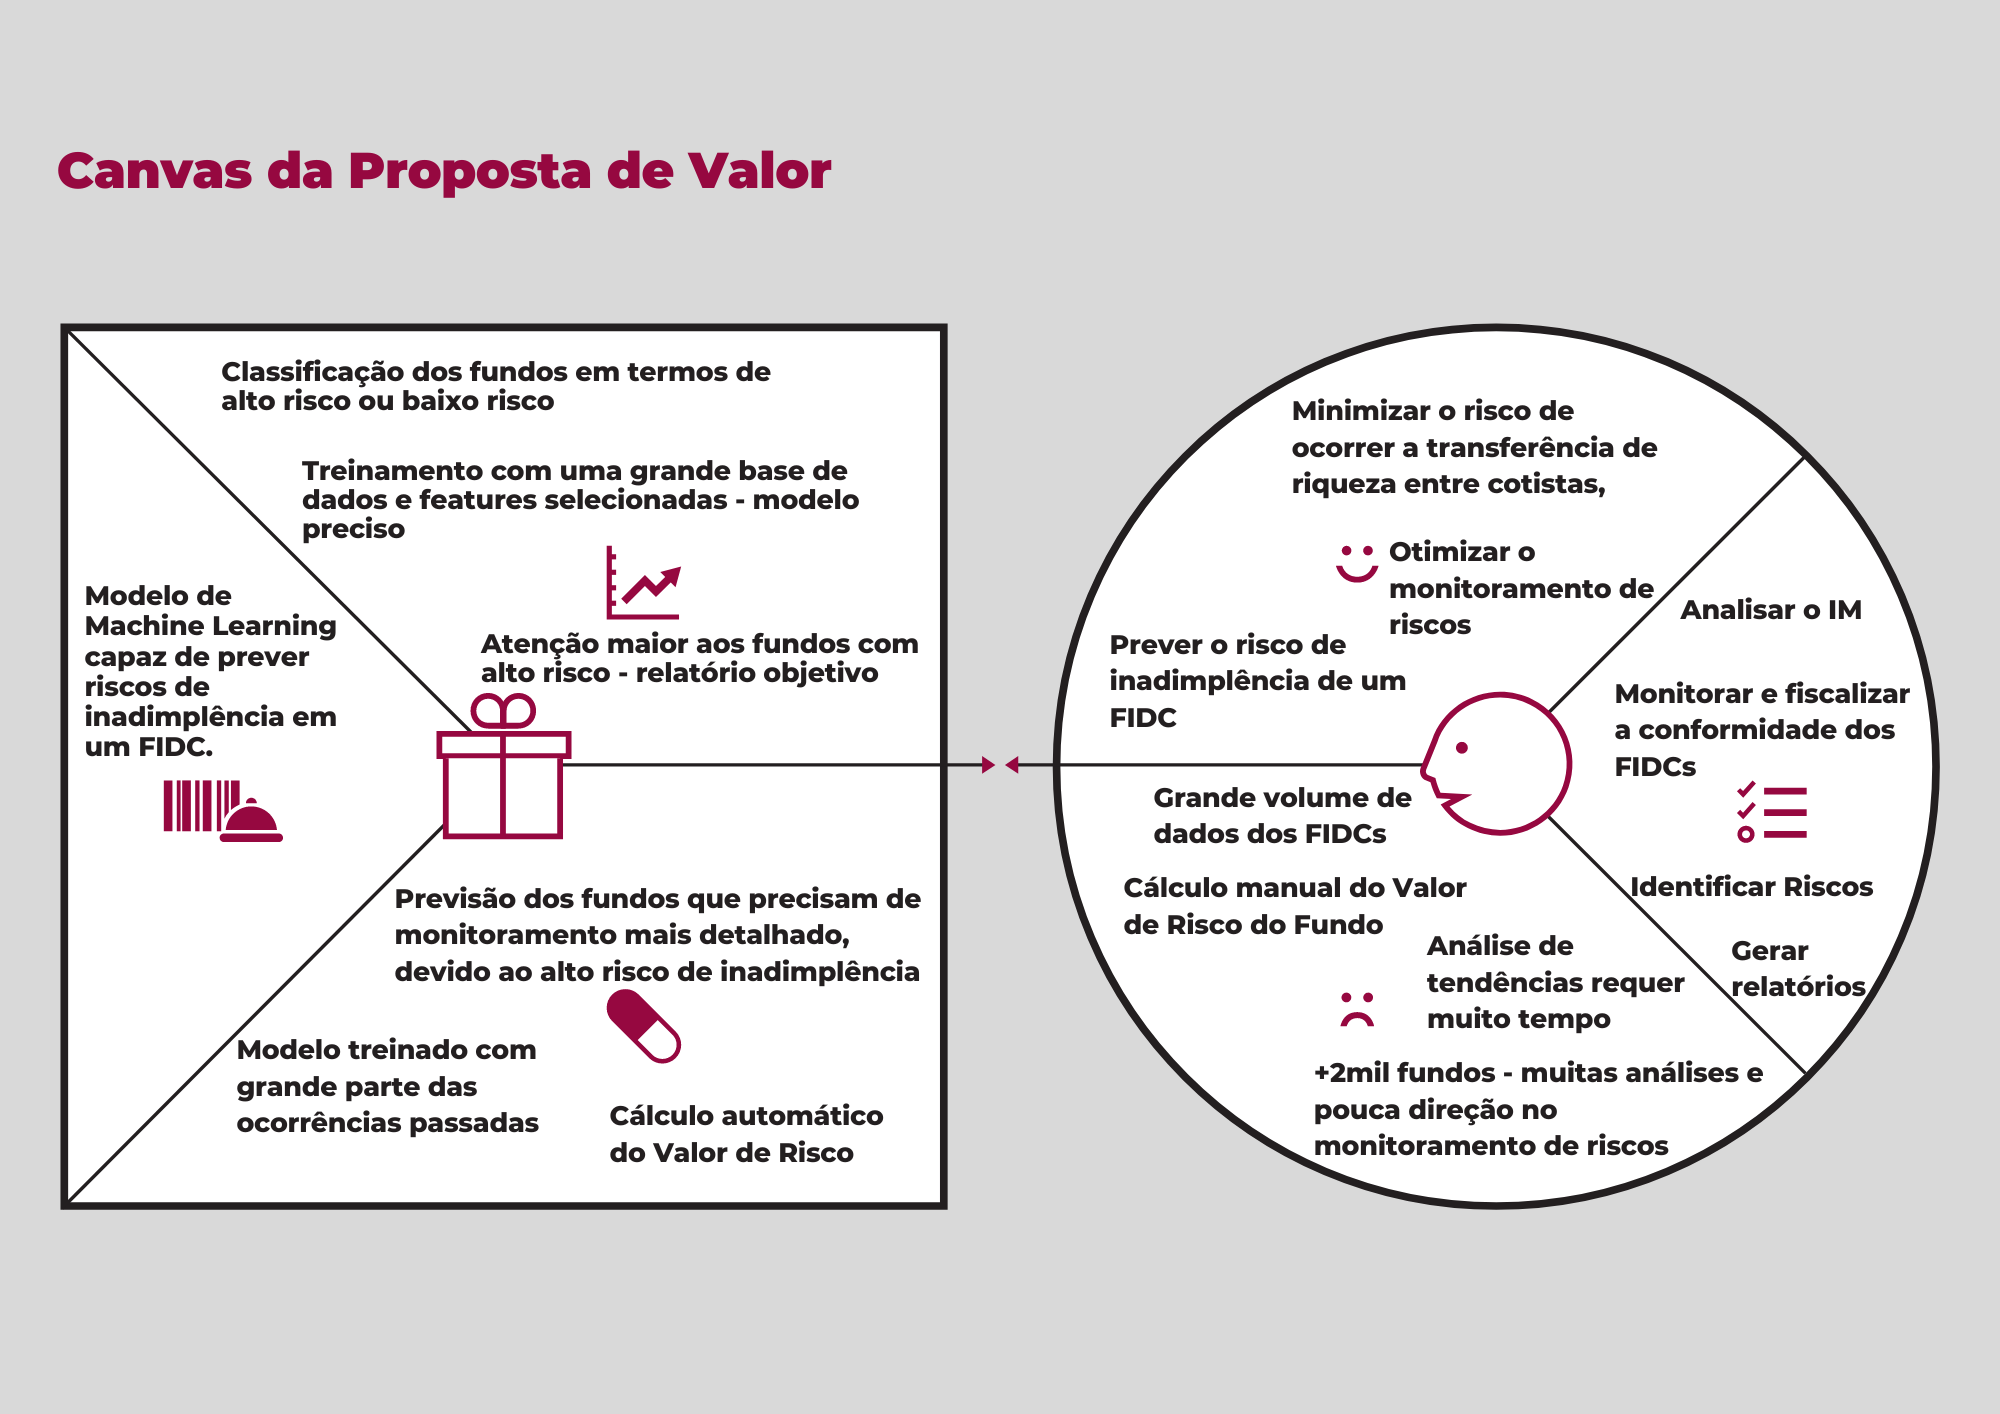 Canvas da Proposta de Valor
Classificação dos fundos em termos de
alto risco ou baixo risco
Treinamento com uma grande base de
dados e features selecionadas - modelo
preciso
Atenção maior aos fundos com
alto risco - relatório objetivo
Modelo de
Machine Learning
capaz de prever
riscos de
inadimplência em
um FIDC.
Previsão dos fundos que precisam de
monitoramento mais detalhado,
devido ao alto risco de inadimplência
Modelo treinado com
grande parte das
ocorrências passadas
Cálculo automático
do Valor de Risco
Minimizar o risco de
ocorrer a transferência de
riqueza entre cotistas,
Otimizar o
monitoramento de
riscos
Prever o risco de
inadimplência de um
FIDC
Analisar o IM
Monitorar e fiscalizar
a conformidade dos
FIDCs
Identificar Riscos
Gerar
relatórios
Grande volume de
dados dos FIDCs
Cálculo manual do Valor
de Risco do Fundo
Análise de
tendências requer
muito tempo
+2mil fundos - muitas análises e
pouca direção no
monitoramento de riscos